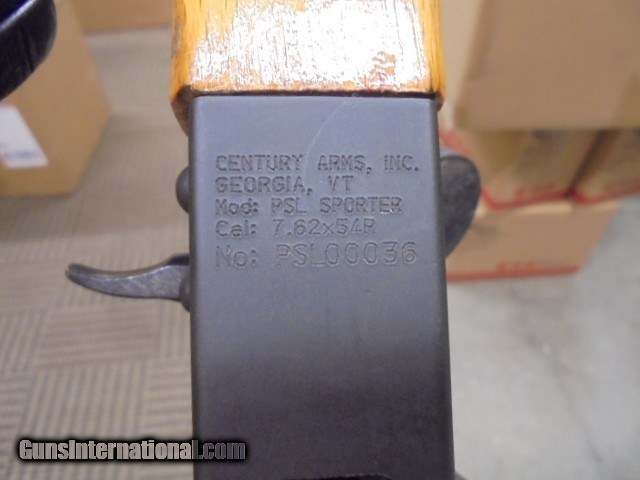 CENTURY ARMS, INC.
GEORGIA, VT
Mod: PSL SPORTER
Cal: 7.62x54R
No: PSL00036
GunsInternational.com